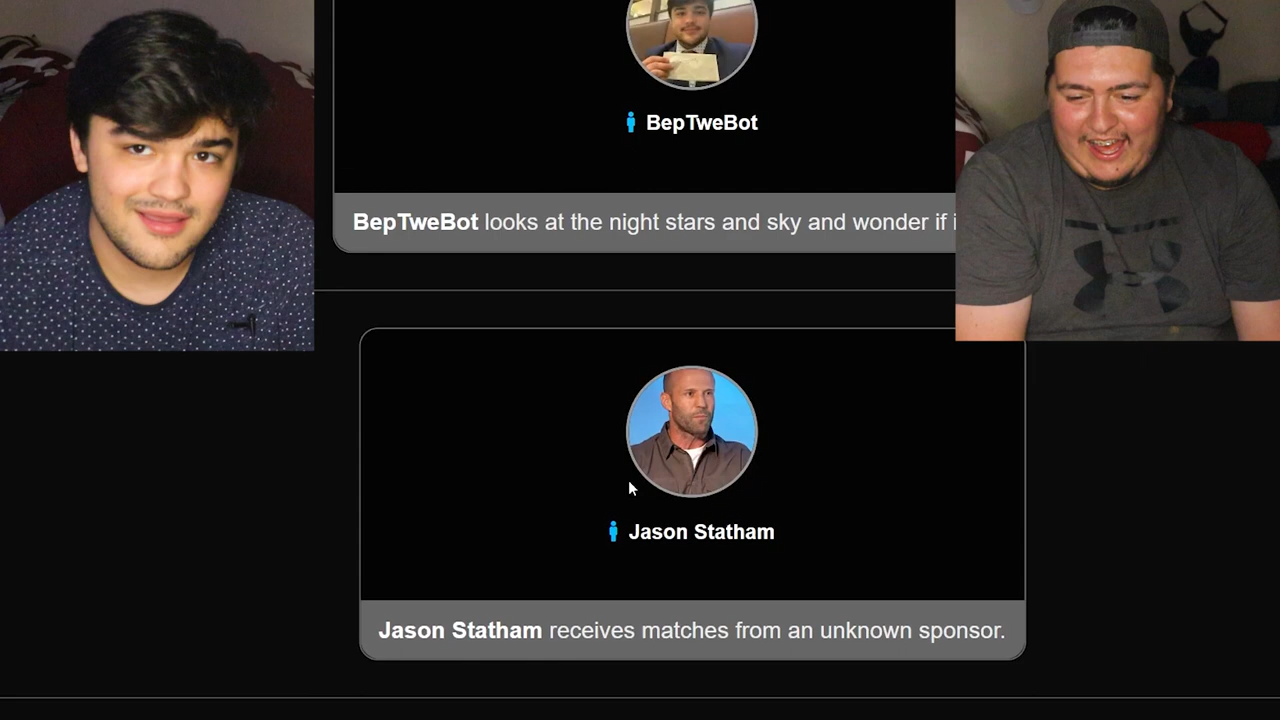 BepTweBot
BepTweBot looks at the night stars and sky and wonder if i
Jason Statham
Jason Statham receives matches from an unknown sponsor.